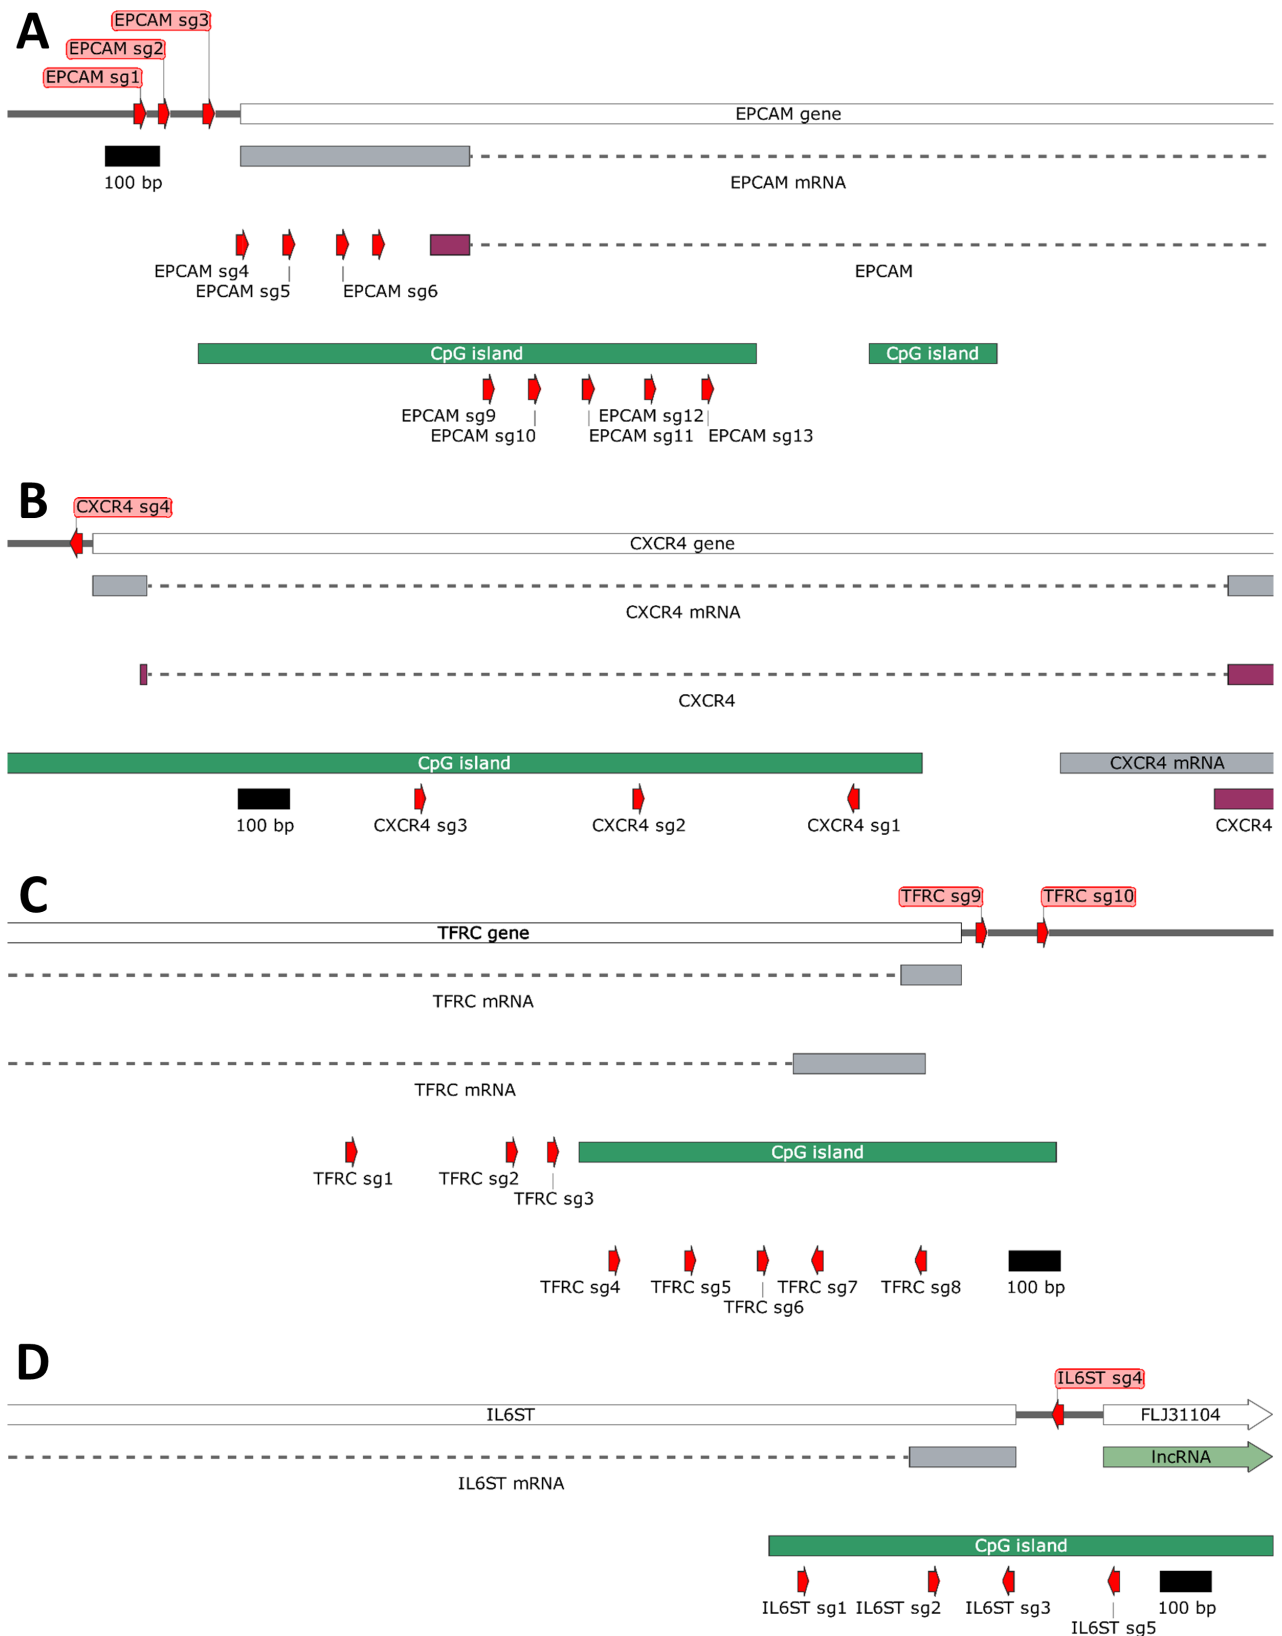 A
EPCAM sg3
EPCAM sg2
EPCAM sg1
EPCAM gene
100 bp
EPCAM mRNA
EPCAM sg4
EPCAM
EPCAM sg5
EPCAM sg6
CpG island
CpG island
EPCAM sg9
EPCAM sg12
EPCAM sg10
EPCAM sg11
EPCAM sg13
B
CXCR4 sg4
CXCR4 gene
CXCR4 mRNA
CXCR4
CpG island
CXCR4 mRNA
100 bp
CXCR4 sg3
CXCR4 sg2
CXCR4 sg1
CXCR4
C
TFRC sg9
TFRC sg10
TFRC gene
TFRC mRNA
TFRC mRNA
CpG island
TFRC sg1
TFRC sg2
TFRC sg3
TFRC sg4
TFRC sg5
TFRC sg7
TFRC sg8
100 bp
TFRC sg6
D
IL6ST sg4
IL6ST
FLJ31104
lncRNA
IL6ST mRNA
CpG island
IL6ST sg1
IL6ST sg2
IL6ST sg3
100 bp
IL6ST sg5